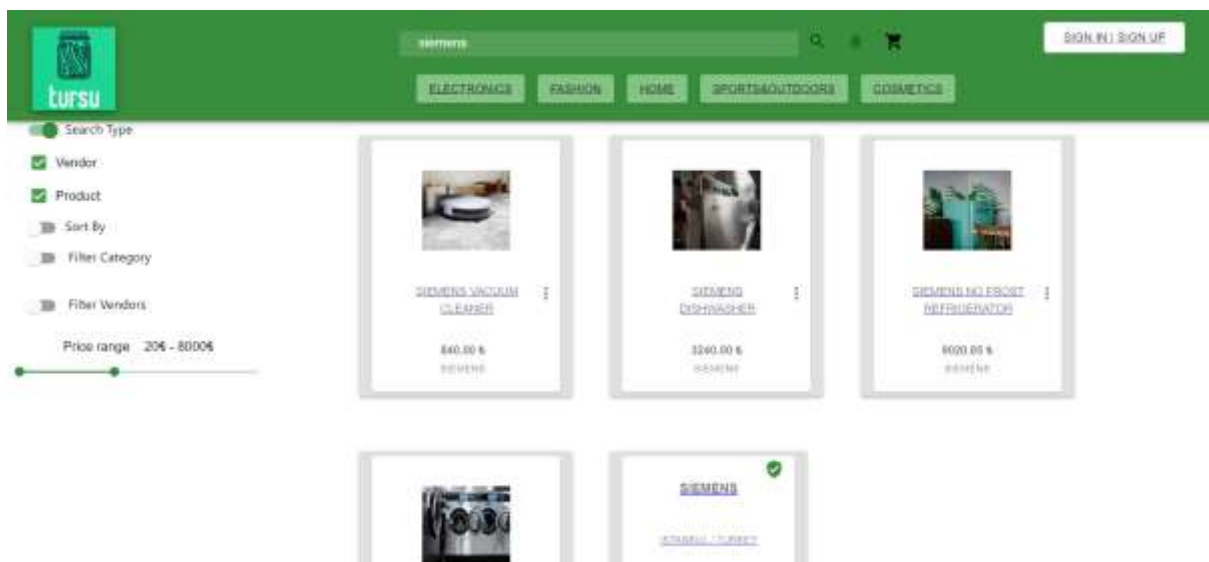 tursu
siemens
SIGN IN | SIGN UP
ELECTRONICS
FASHION
HOME
SPORTS&OUTDOORS
COSMETICS
Search Type
Vendor
Product
Sort By
Filter Category
Filter Vendors
Price range 20₺ - 8000₺
SIEMENS VACUUM
CLEANER
840.00 ₺
SIEMENS
SIEMENS
DISHWASHER
3240.00 ₺
SIEMENS
SIEMENS NO FROST
REFRIGERATOR
SIEMENS
SIEMENS
ISTANBUL / TURKEY